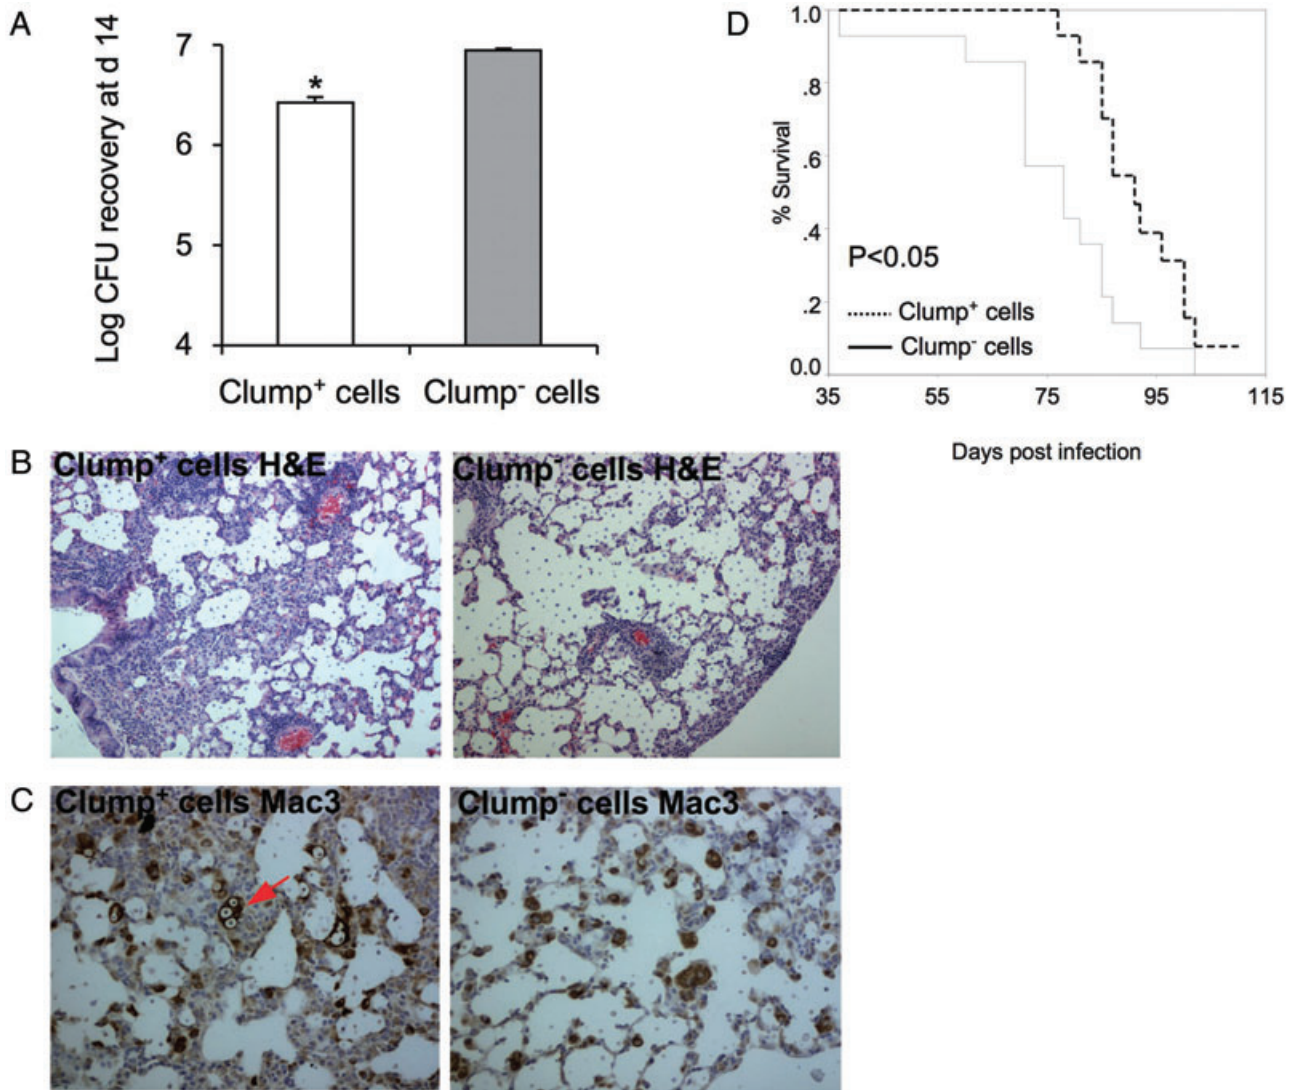 A
Log CFU recovery at d 14
7
6
5
4
*
Clump⁺ cells
Clump⁻ cells
D
% Survival
1.0
.8
.6
.4
.2
0.0
P<0.05
Clump⁺ cells
Clump⁻ cells
35 55 75 95 115
Days post infection
B
Clump⁺ cells H&E
Clump⁻ cells H&E
C
Clump⁺ cells Mac3
Clump⁻ cells Mac3